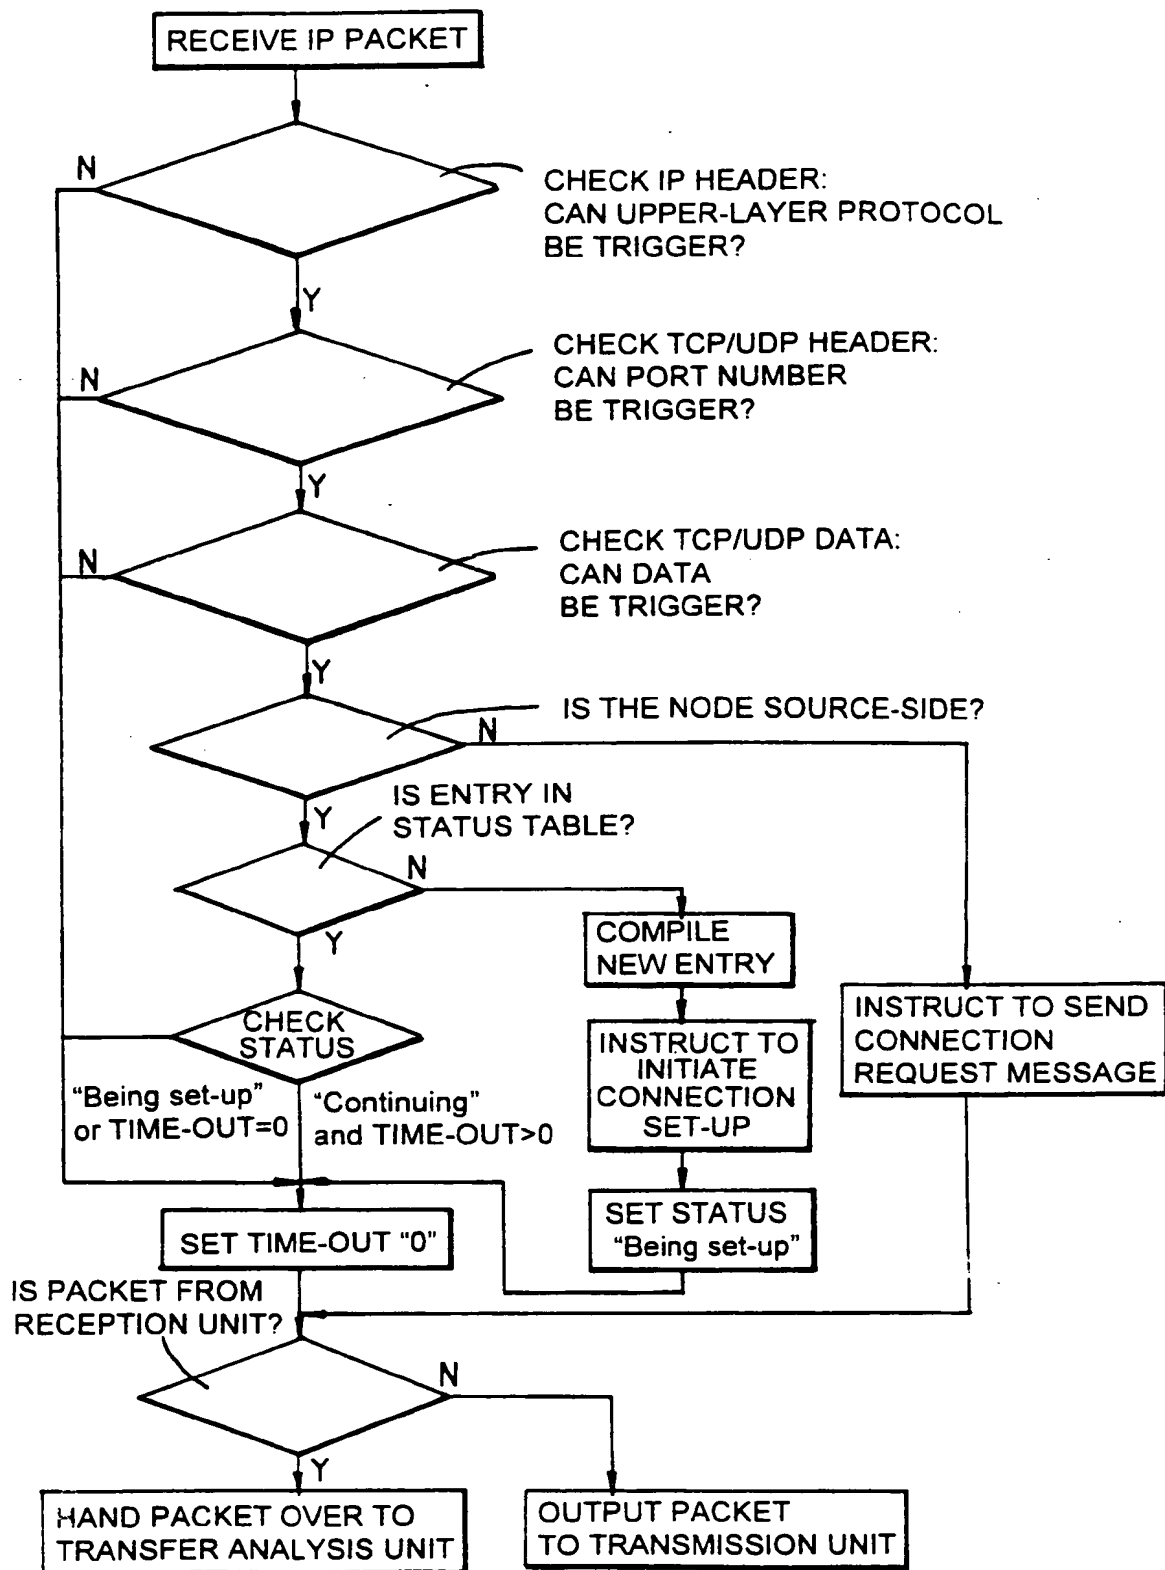 RECEIVE IP PACKET
N
CHECK IP HEADER:
CAN UPPER-LAYER PROTOCOL
BE TRIGGER?
Y
N
CHECK TCP/UDP HEADER:
CAN PORT NUMBER
BE TRIGGER?
Y
N
CHECK TCP/UDP DATA:
CAN DATA
BE TRIGGER?
Y
IS THE NODE SOURCE-SIDE?
N
Y
IS ENTRY IN
STATUS TABLE?
N
Y
COMPILE
NEW ENTRY
INSTRUCT TO SEND
CONNECTION
REQUEST MESSAGE
CHECK
STATUS
INSTRUCT TO
INITIATE
CONNECTION
SET-UP
"Being set-up"
or TIME-OUT=0
"Continuing"
and TIME-OUT>0
SET STATUS
"Being set-up"
SET TIME-OUT "0"
IS PACKET FROM
RECEPTION UNIT?
N
Y
HAND PACKET OVER TO
TRANSFER ANALYSIS UNIT
OUTPUT PACKET
TO TRANSMISSION UNIT